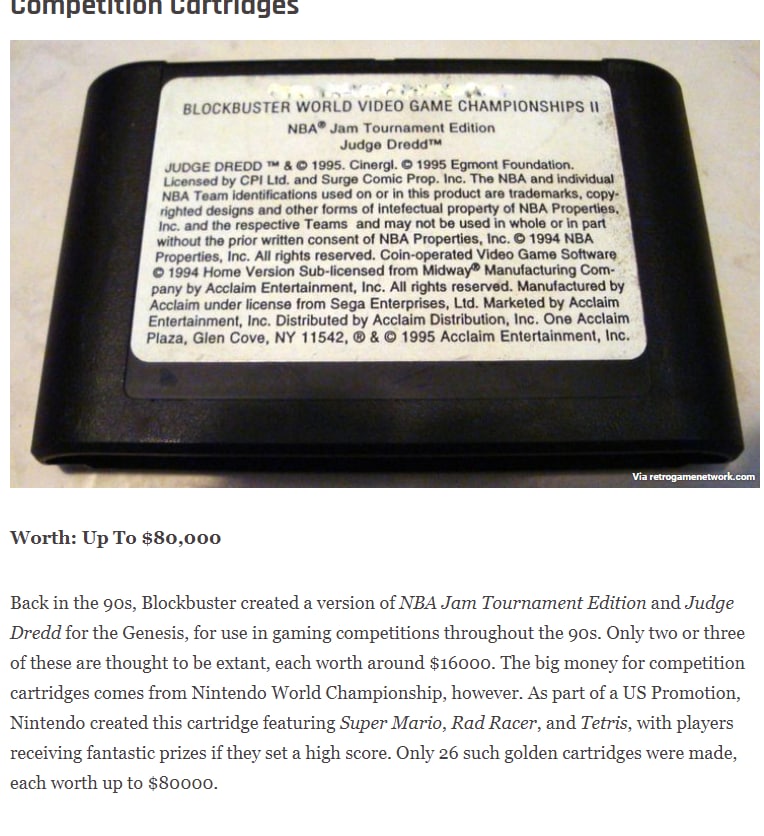 Competition Cartridges
BLOCKBUSTER WORLD VIDEO GAME CHAMPIONSHIPS II
NBA® Jam Tournament Edition
Judge Dredd™
JUDGE DREDD ™ & © 1995. Cinergi. © 1995 Egmont Foundation.
Licensed by CPI Ltd. and Surge Comic Prop. Inc. The NBA and individual
NBA Team identifications used on or in this product are trademarks, copy-
righted designs and other forms of intefectual property of NBA Properties,
Inc. and the respective Teams and may not be used in whole or in part
without the prior written consent of NBA Properties, Inc. © 1994 NBA
Properties, Inc. All rights reserved. Coin-operated Video Game Software
© 1994 Home Version Sub-licensed from Midway® Manufacturing Com-
pany by Acclaim Entertainment, Inc. All rights reserved. Manufactured by
Acclaim under license from Sega Enterprises, Ltd. Marketed by Acclaim
Entertainment, Inc. Distributed by Acclaim Distribution, Inc. One Acclaim
Plaza, Glen Cove, NY 11542, ® & © 1995 Acclaim Entertainment, Inc.
Via retrogamenetwork.com
Worth: Up To $80,000
Back in the 90s, Blockbuster created a version of NBA Jam Tournament Edition and Judge
Dredd for the Genesis, for use in gaming competitions throughout the 90s. Only two or three
of these are thought to be extant, each worth around $16000. The big money for competition
cartridges comes from Nintendo World Championship, however. As part of a US Promotion,
Nintendo created this cartridge featuring Super Mario, Rad Racer, and Tetris, with players
receiving fantastic prizes if they set a high score. Only 26 such golden cartridges were made,
each worth up to $80000.